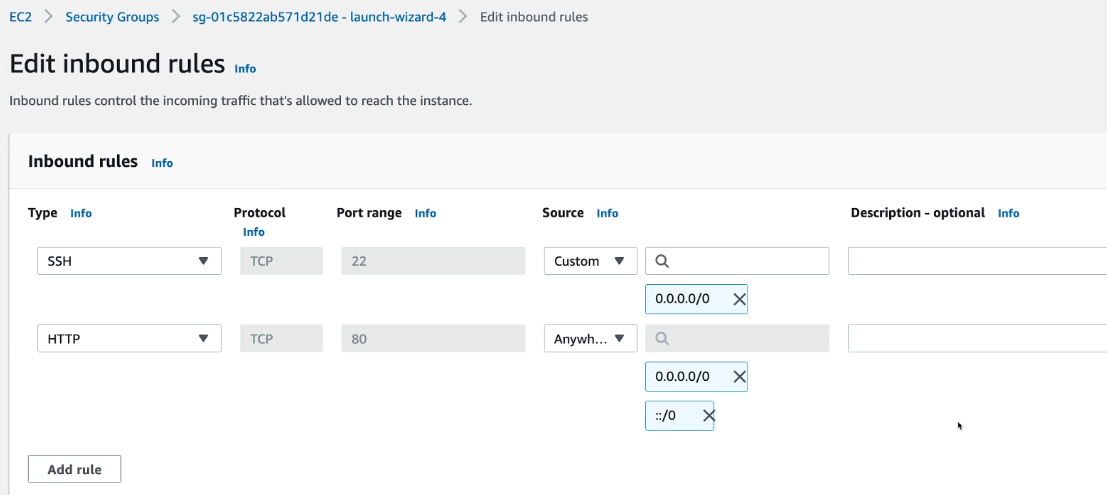 EC2 > Security Groups > sg-01c5822ab571d21de - launch-wizard-4 > Edit inbound rules
Edit inbound rules Info
Inbound rules control the incoming traffic that's allowed to reach the instance.
Inbound rules Info
Type Info Protocol Info Port range Info Source Info Description - optional Info
SSH TCP 22 Custom
0.0.0.0/0
HTTP TCP 80 Anywh...
0.0.0.0/0
::/0
Add rule